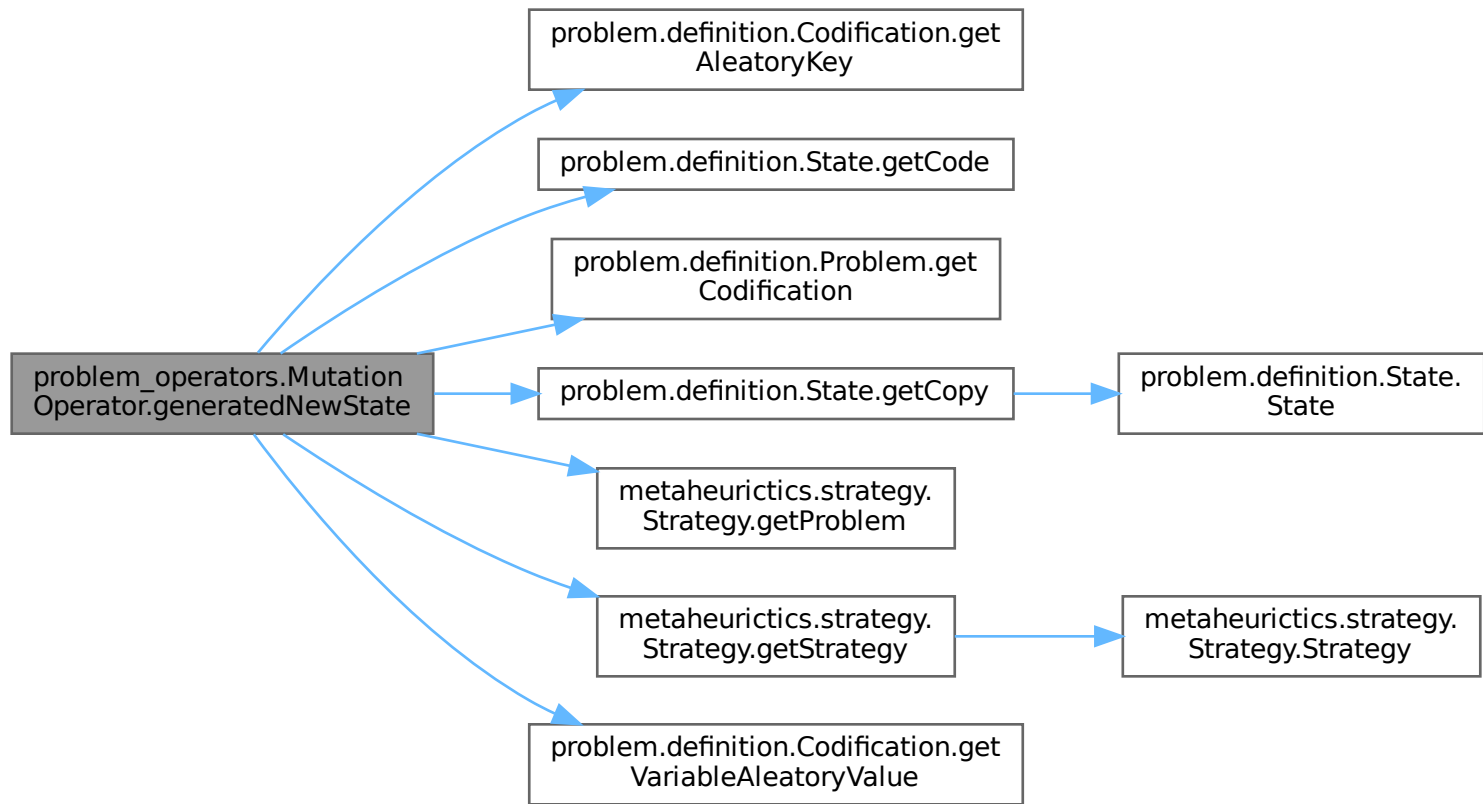 problem.definition.Codification.get
AleatoryKey
problem.definition.State.getCode
problem.definition.Problem.get
Codification
problem_operators.Mutation
Operator.generatedNewState
problem.definition.State.getCopy
problem.definition.State.
State
metaheurictics.strategy.
Strategy.getProblem
metaheurictics.strategy.
Strategy.getStrategy
metaheurictics.strategy.
Strategy.Strategy
problem.definition.Codification.get
VariableAleatoryValue